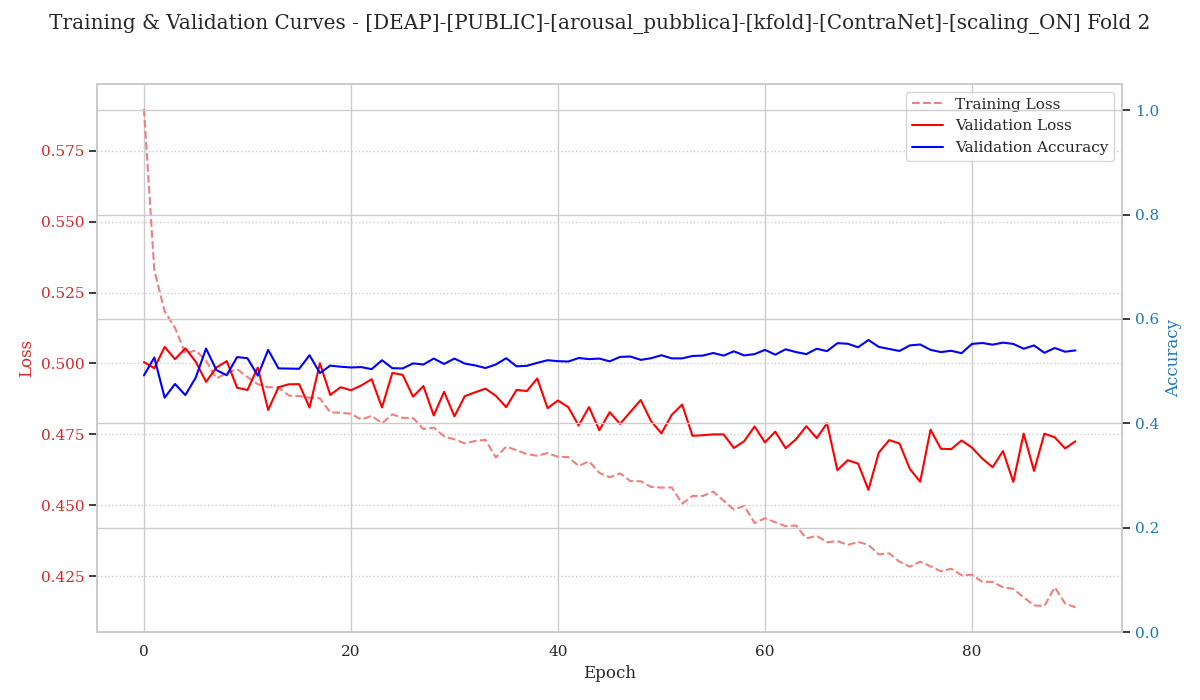 Training & Validation Curves - [DEAP]-[PUBLIC]-[arousal_pubblica]-[kfold]-[ContraNet]-[scaling_ON] Fold 2
Training Loss
Validation Loss
Validation Accuracy
0.575
0.550
0.525
0.500
0.475
0.450
0.425
Loss
1.0
0.8
0.6
0.4
0.2
0.0
Accuracy
0 20 40 60 80
Epoch